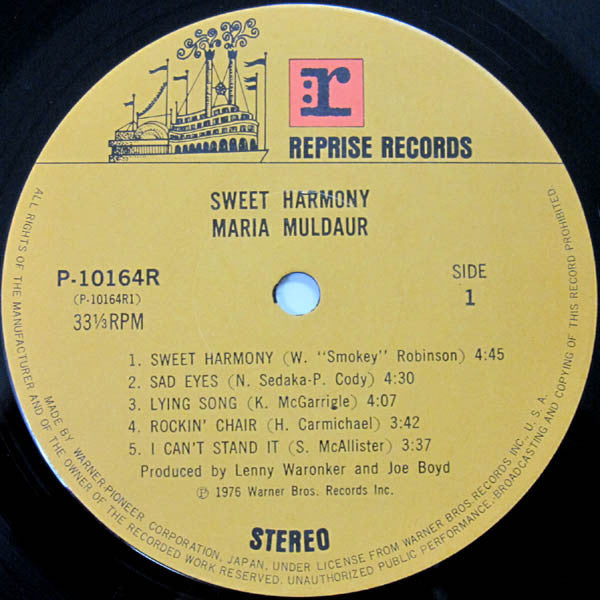 r
REPRISE RECORDS
SWEET HARMONY
MARIA MULDAUR
P-10164R
(P-10164R1)
33⅓RPM
SIDE
1
1. SWEET HARMONY (W. "Smokey" Robinson) 4:45
2. SAD EYES (N. Sedaka-P. Cody) 4:30
3. LYING SONG (K. McGarrigle) 4:07
4. ROCKIN' CHAIR (H. Carmichael) 3:42
5. I CAN'T STAND IT (S. McAllister) 3:37
Produced by Lenny Waronker and Joe Boyd
Ⓟ 1976 Warner Bros. Records Inc.
STEREO
MADE BY WARNER-PIONEER CORPORATION, JAPAN, UNDER LICENSE FROM WARNER BROS. RECORDS INC., U.S.A.
ALL RIGHTS OF THE MANUFACTURER AND OF THE OWNER OF THE RECORDED WORK RESERVED. UNAUTHORIZED PUBLIC PERFORMANCE, BROADCASTING AND COPYING OF THIS RECORD PROHIBITED.